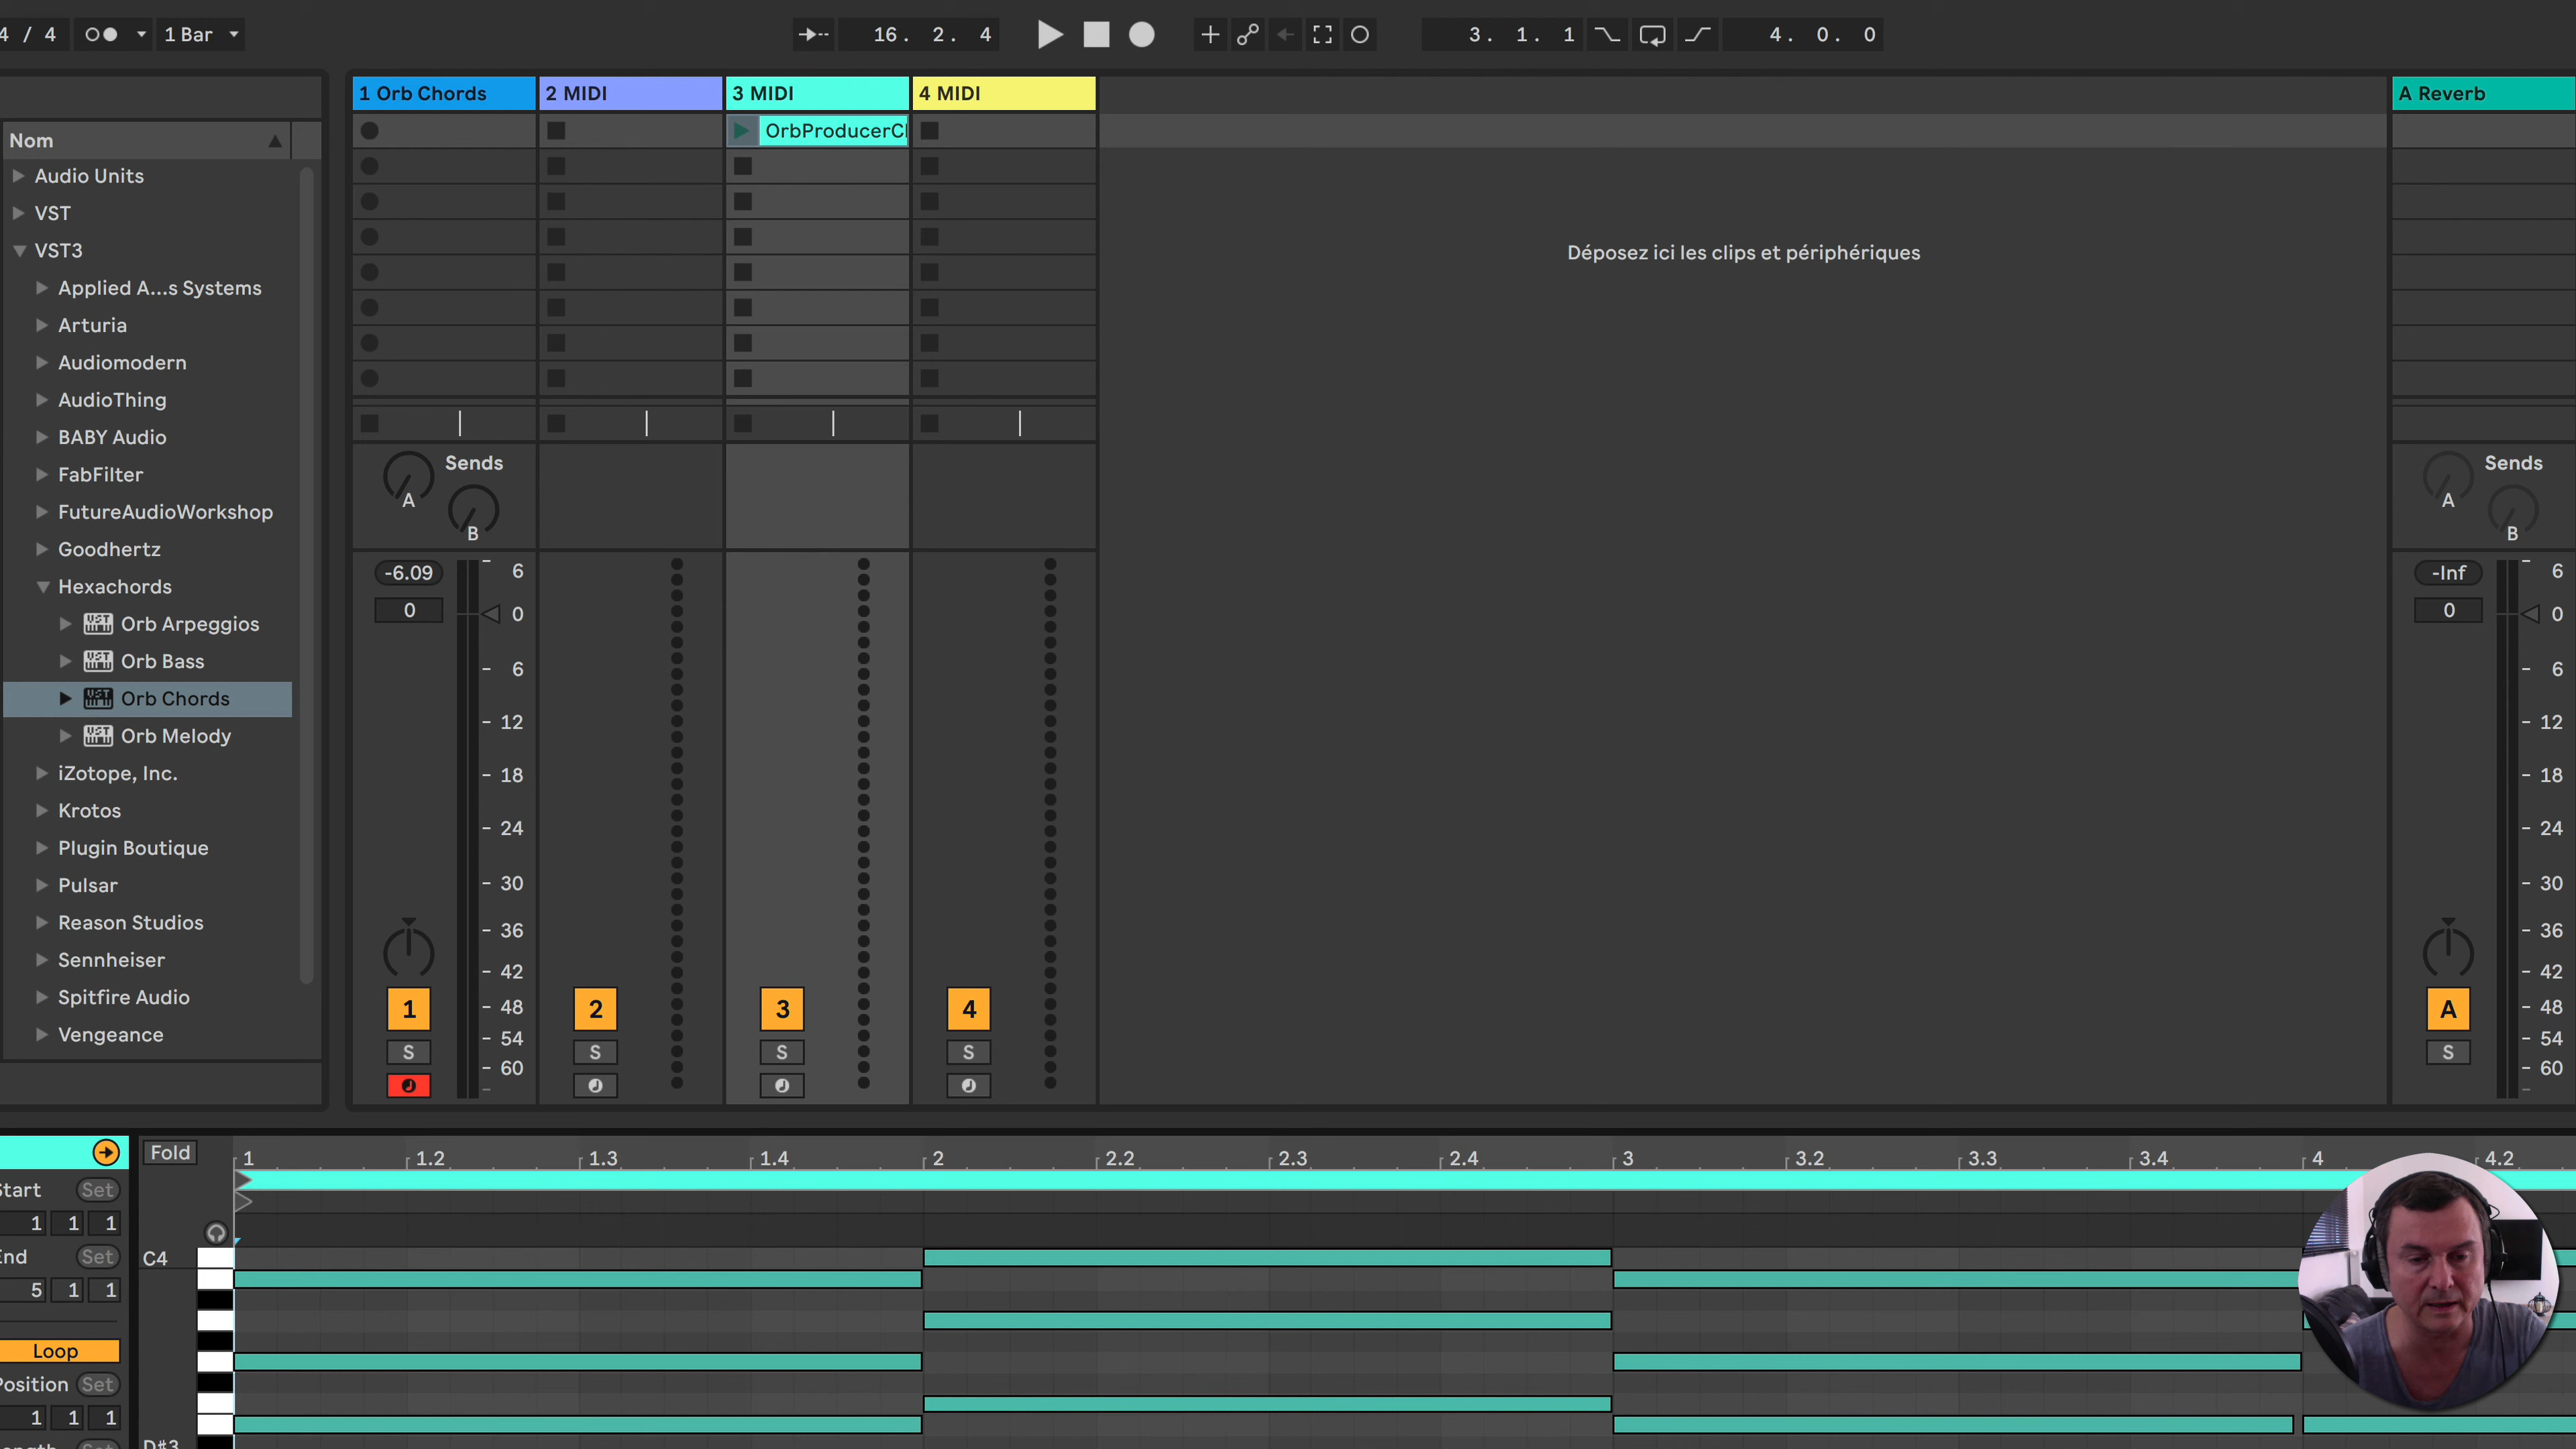 4 / 4 1 Bar 16. 2. 4 3. 1. 1 4. 0. 0
1 Orb Chords 2 MIDI 3 MIDI 4 MIDI A Reverb
OrbProducerCl
Nom
Audio Units
VST
VST3
Applied A...s Systems
Arturia
Audiomodern
AudioThing
BABY Audio
FabFilter
FutureAudioWorkshop
Goodhertz
Hexachords
Orb Arpeggios
Orb Bass
Orb Chords
Orb Melody
iZotope, Inc.
Krotos
Plugin Boutique
Pulsar
Reason Studios
Sennheiser
Spitfire Audio
Vengeance
Déposez ici les clips et périphériques
Sends
A
B
-6.09
0
6
0
6
12
18
24
30
36
42
48
54
60
1 2 3 4
S S S S
Sends
A
B
-Inf
0
6
0
6
12
18
24
30
36
42
48
54
60
A
S
Fold 1 1.2 1.3 1.4 2 2.2 2.3 2.4 3 3.2 3.3 3.4 4 4.2
Start Set
1 1 1
End Set
5 1 1
Loop
Position Set
1 1 1
C4
D#3